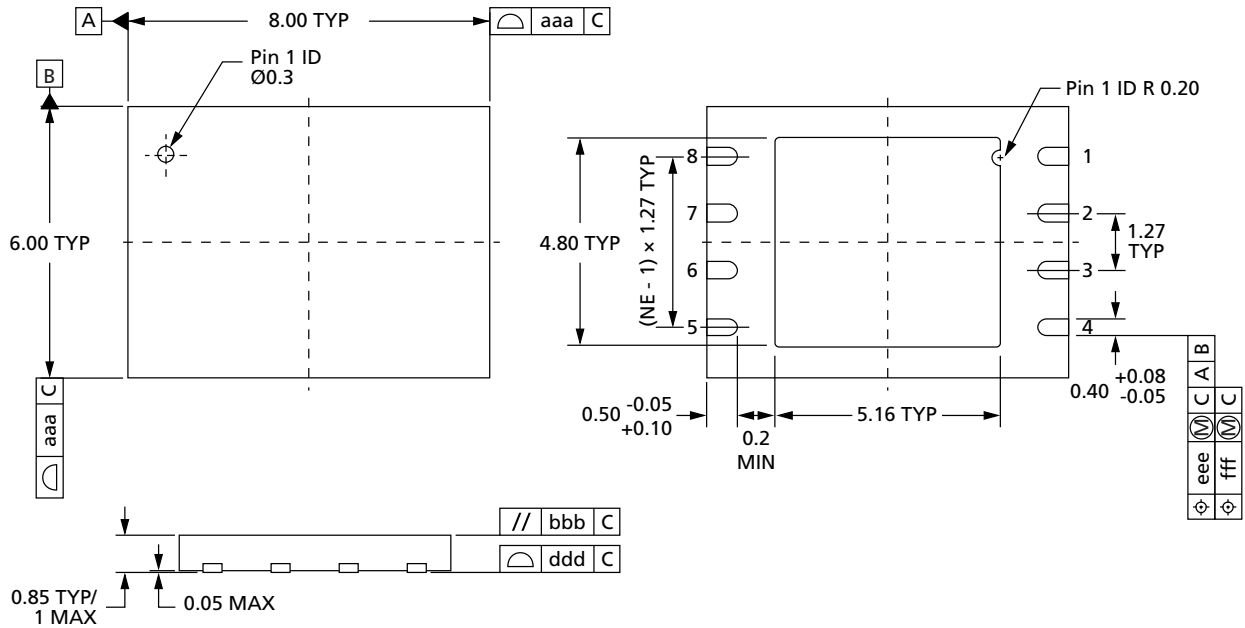 A
8.00 TYP
⌓ aaa C
Pin 1 ID
Ø0.3
B
6.00 TYP
⌓ aaa C
Pin 1 ID R 0.20
8
7
6
5
1
2
3
4
(NE - 1) × 1.27 TYP
4.80 TYP
1.27
TYP
0.50 -0.05
+0.10
0.2
MIN
5.16 TYP
0.40 +0.08
-0.05
⌖ eee Ⓜ C A B
⌖ fff Ⓜ C
// bbb C
⌓ ddd C
0.85 TYP/
1 MAX
0.05 MAX